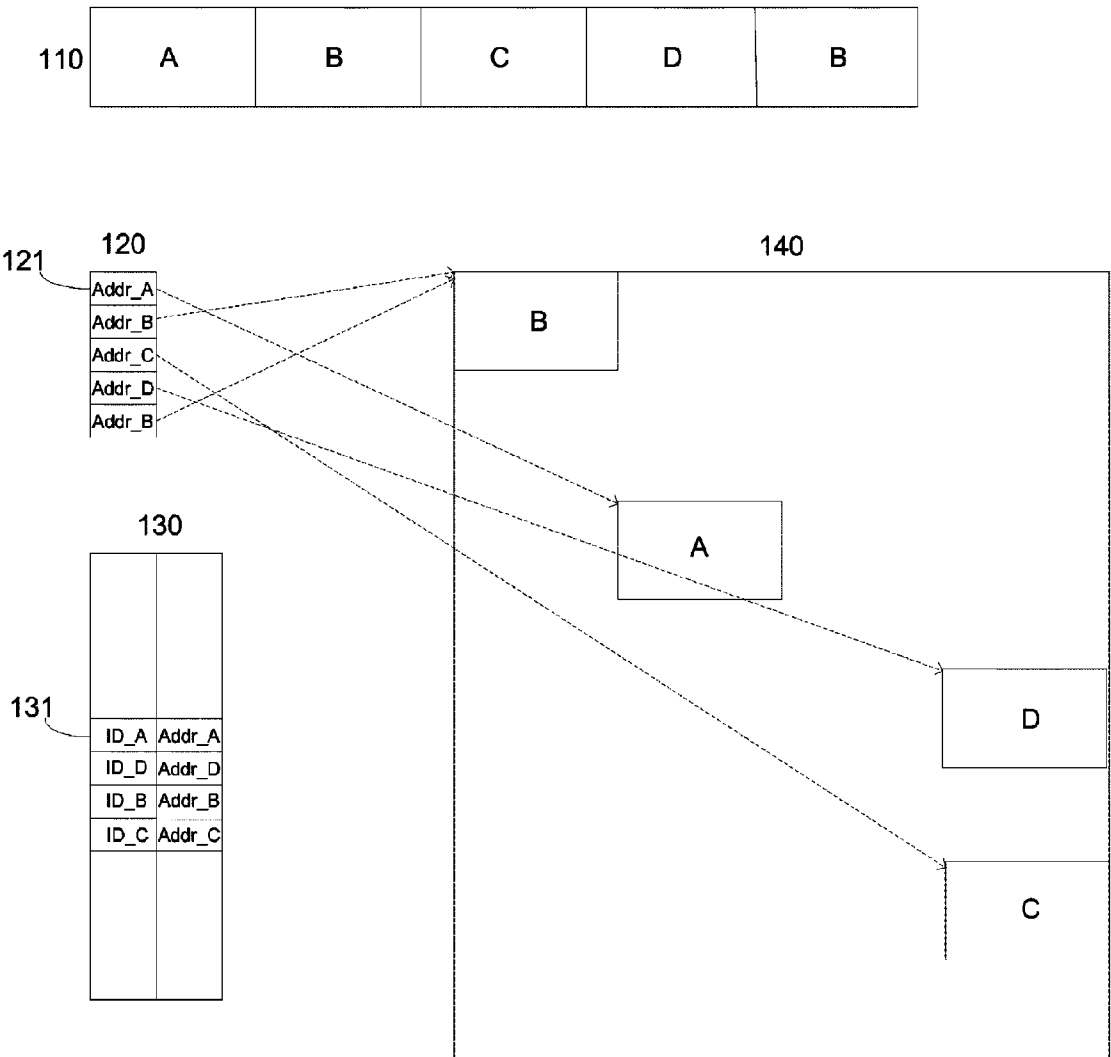 110 A B C D B
120 140
121
Addr_A
B
Addr_B
Addr_C
Addr_D
Addr_B
130
A
131
D
ID_A Addr_A
ID_D Addr_D
ID_B Addr_B
ID_C Addr_C
C